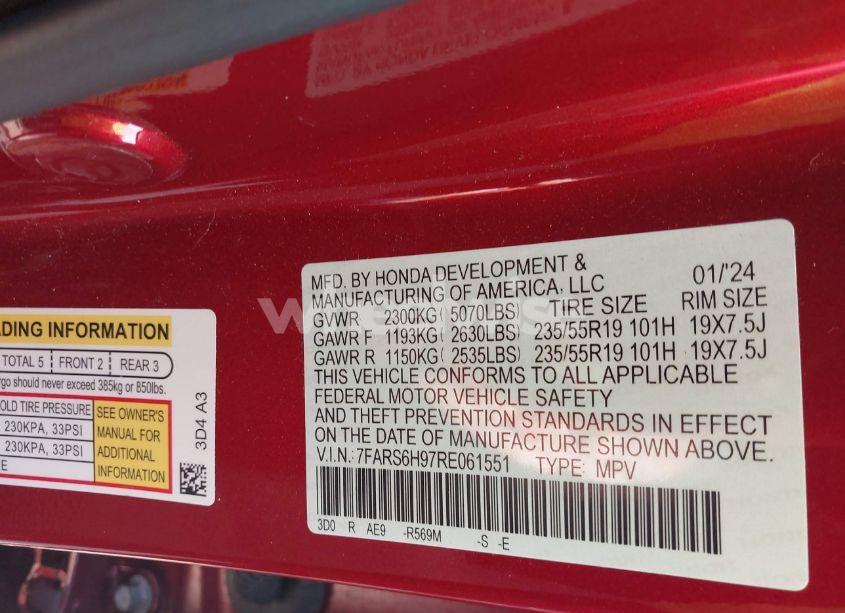 ADING INFORMATION
TOTAL 5 FRONT 2 REAR 3
rgo should never exceed 385kg or 850lbs.
OLD TIRE PRESSURE
230KPA, 33PSI
230KPA, 33PSI
E
SEE OWNER'S
MANUAL FOR
ADDITIONAL
INFORMATION
3D4 A3
MFD. BY HONDA DEVELOPMENT & 01/'24
MANUFACTURING OF AMERICA, LLC
GVWR 2300KG (5070LBS) TIRE SIZE RIM SIZE
GAWR F 1193KG (2630LBS) 235/55R19 101H 19X7.5J
GAWR R 1150KG (2535LBS) 235/55R19 101H 19X7.5J
THIS VEHICLE CONFORMS TO ALL APPLICABLE
FEDERAL MOTOR VEHICLE SAFETY
AND THEFT PREVENTION STANDARDS IN EFFECT
ON THE DATE OF MANUFACTURE SHOWN ABOVE.
V.I.N.: 7FARS6H97RE061551 TYPE: MPV
3D0 R AE9 -R569M -S -E